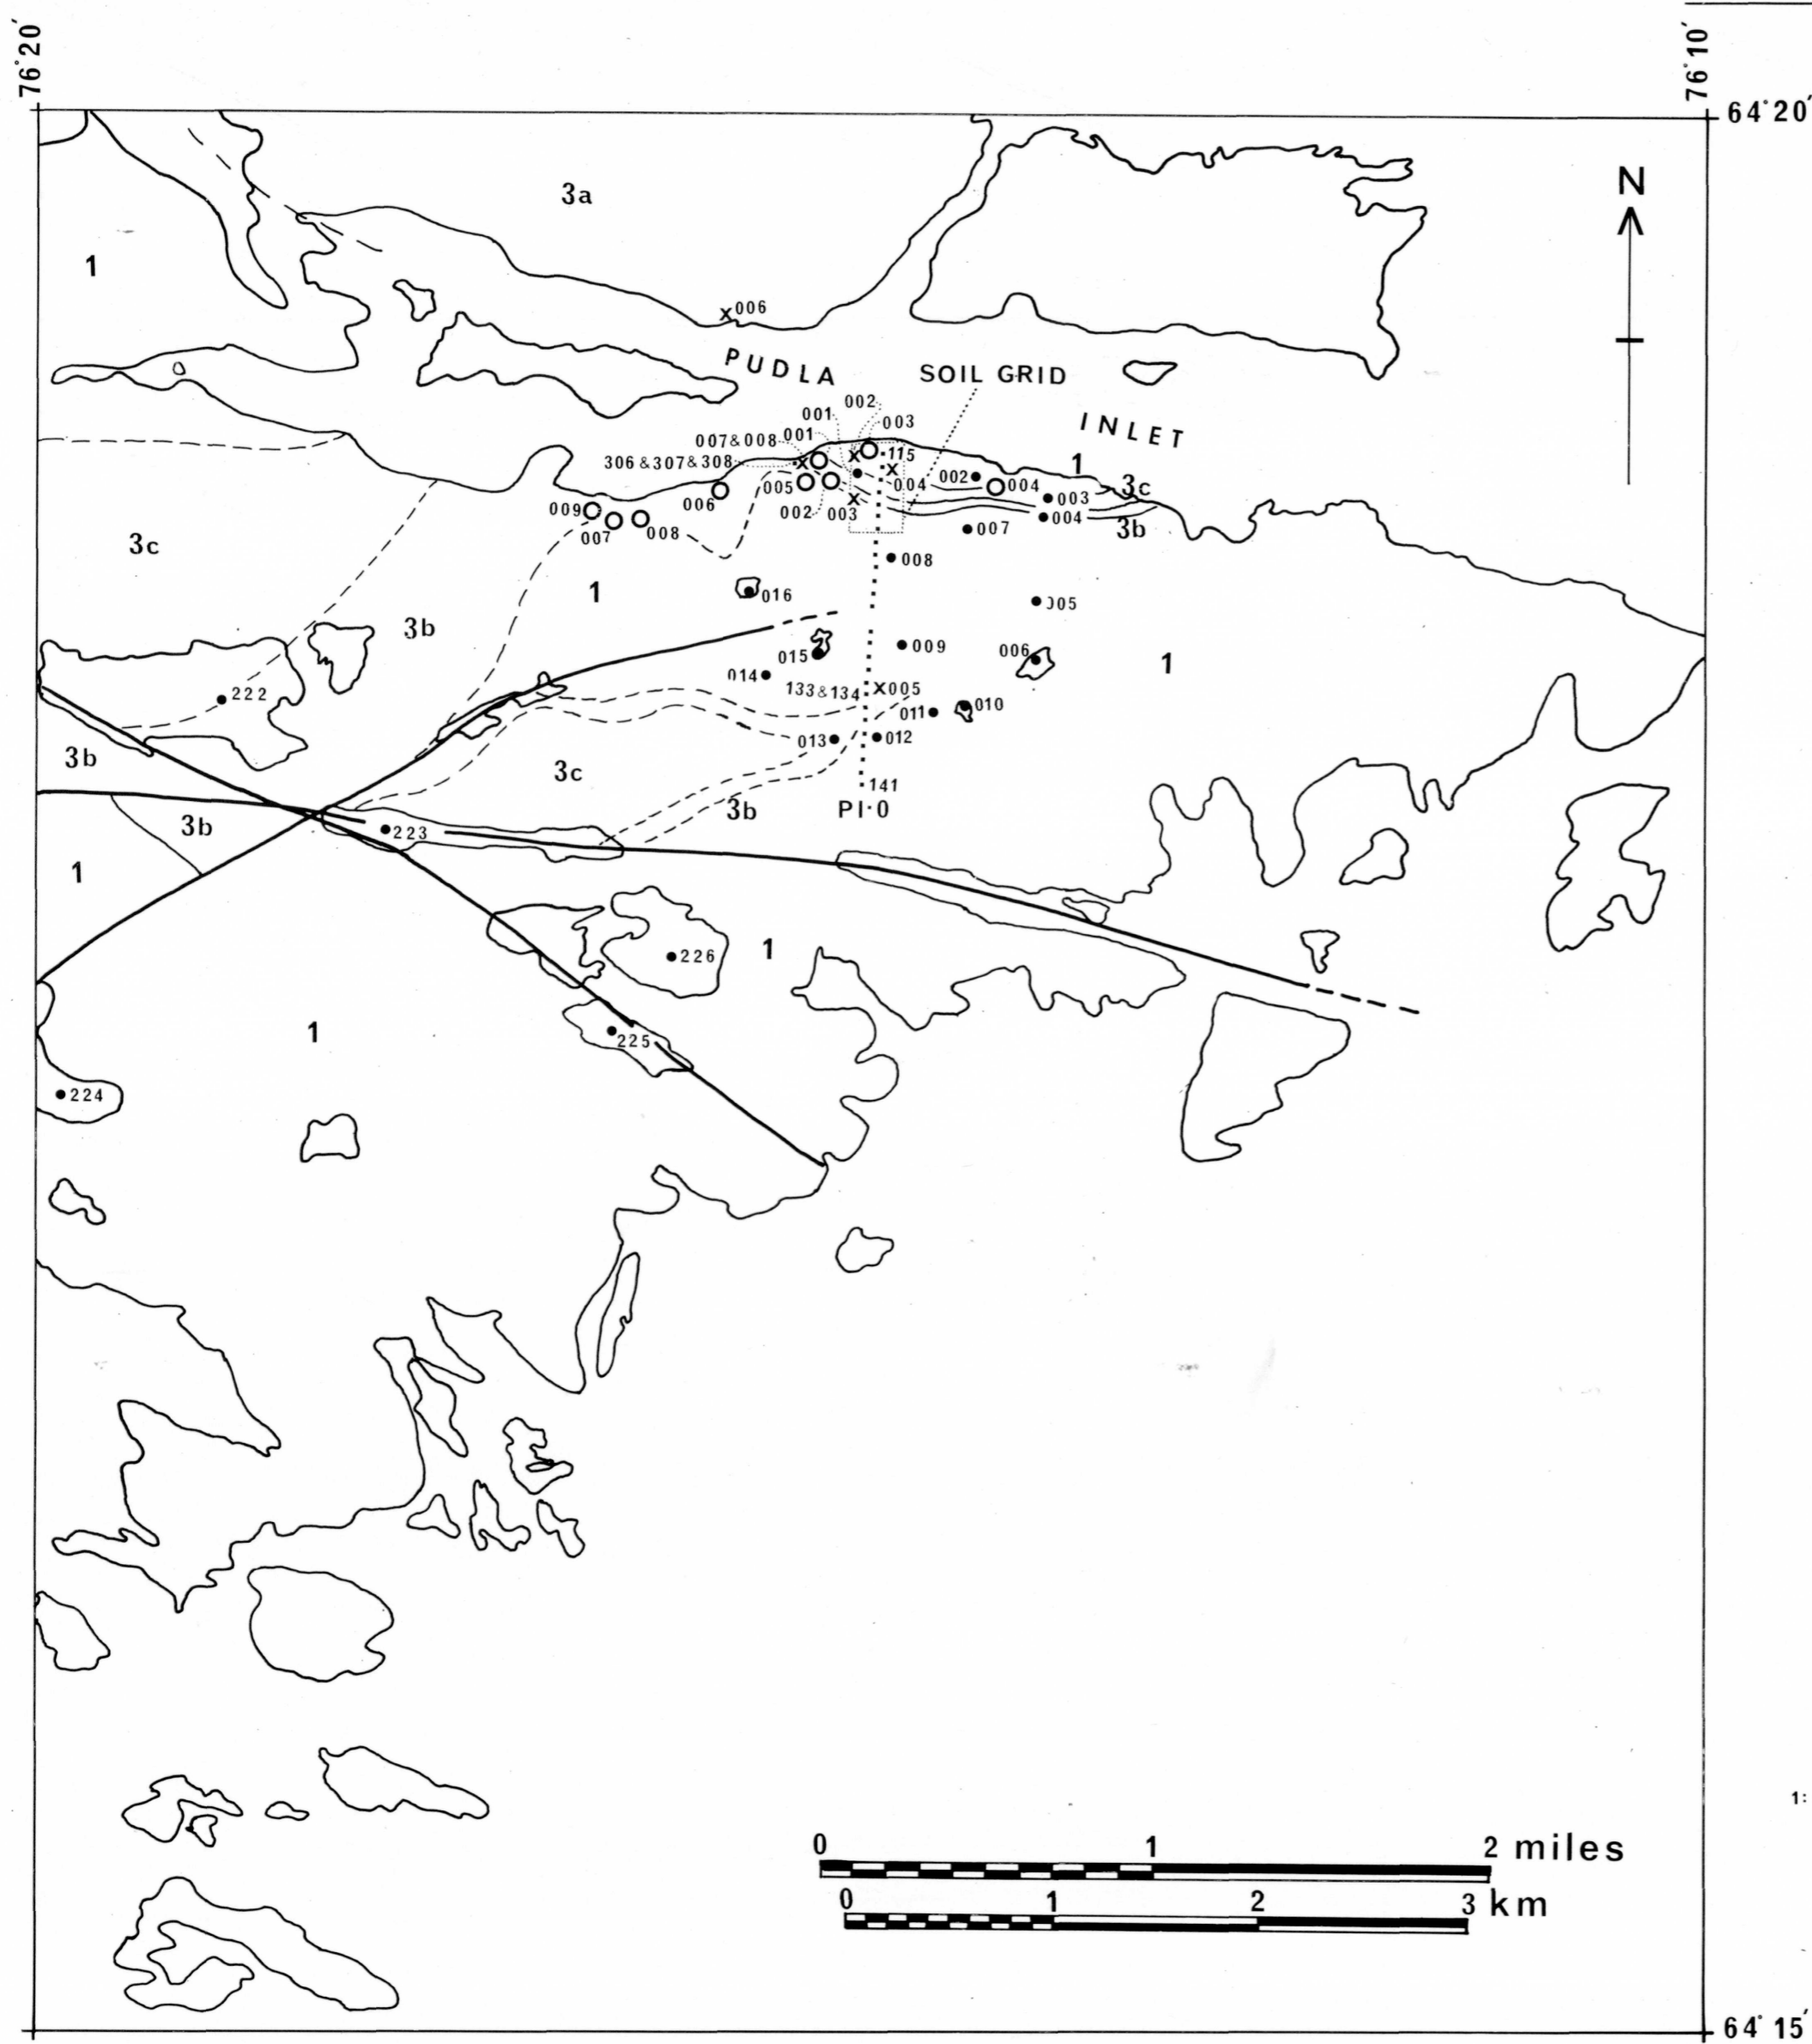 76°20′
76°10′
64°20′
N
3a
1
x006
PUDLA
SOIL GRID
INLET
002
001
003
007&008
001
306&307&308
115
1
002
004
3c
005
004
003
006
002
003
004
009
3b
007
008
007
3c
008
1
016
005
3b
009
006
015
1
014
222
133&134
x005
010
011
013
012
3b
3c
141
3b
PI·0
3b
223
1
1
226
1
225
224
1:
0 1 2 miles
0 1 2 3 km
64°15′